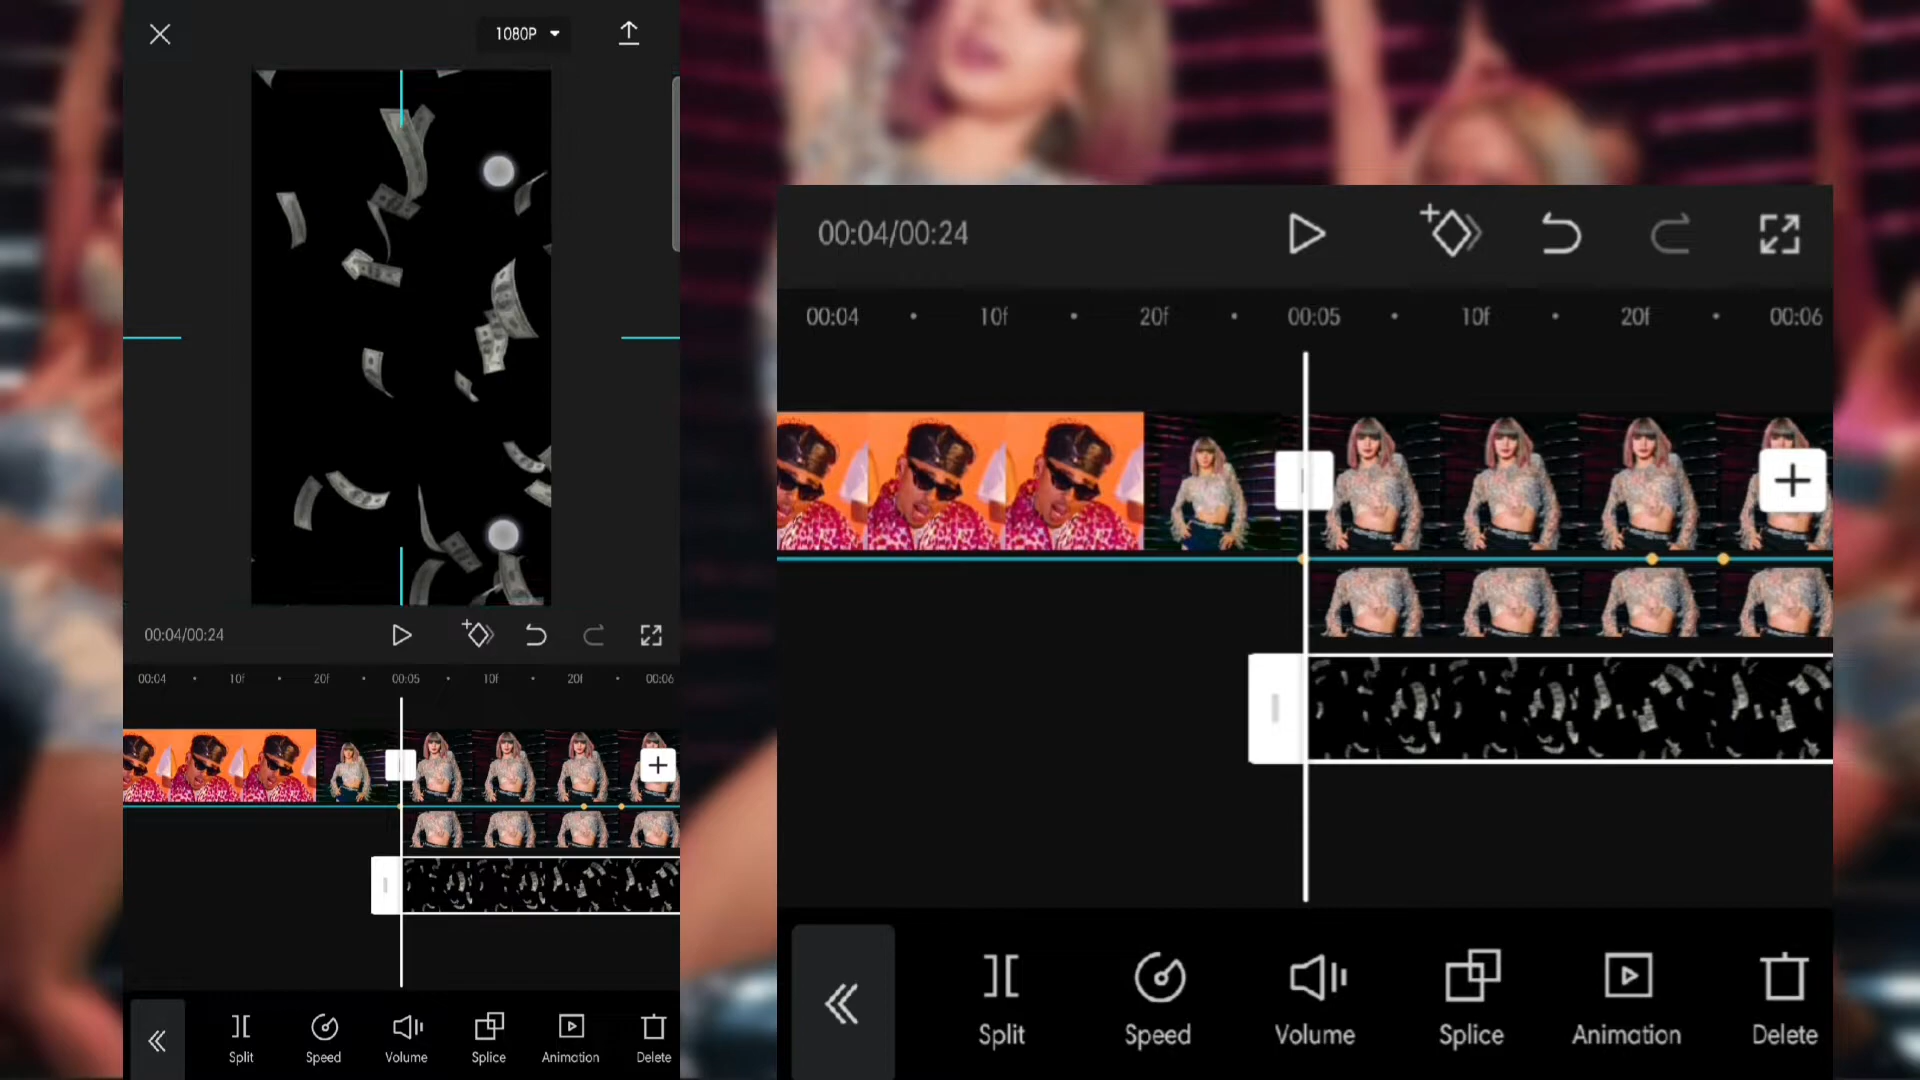 1080P
00:04/00:24
00:04 10f 20f 00:05 10f 20f 00:06
Split Speed Volume Splice Animation Delete
00:04/00:24
00:04 10f 20f 00:05 10f 20f 00:06
Split Speed Volume Splice Animation Delete